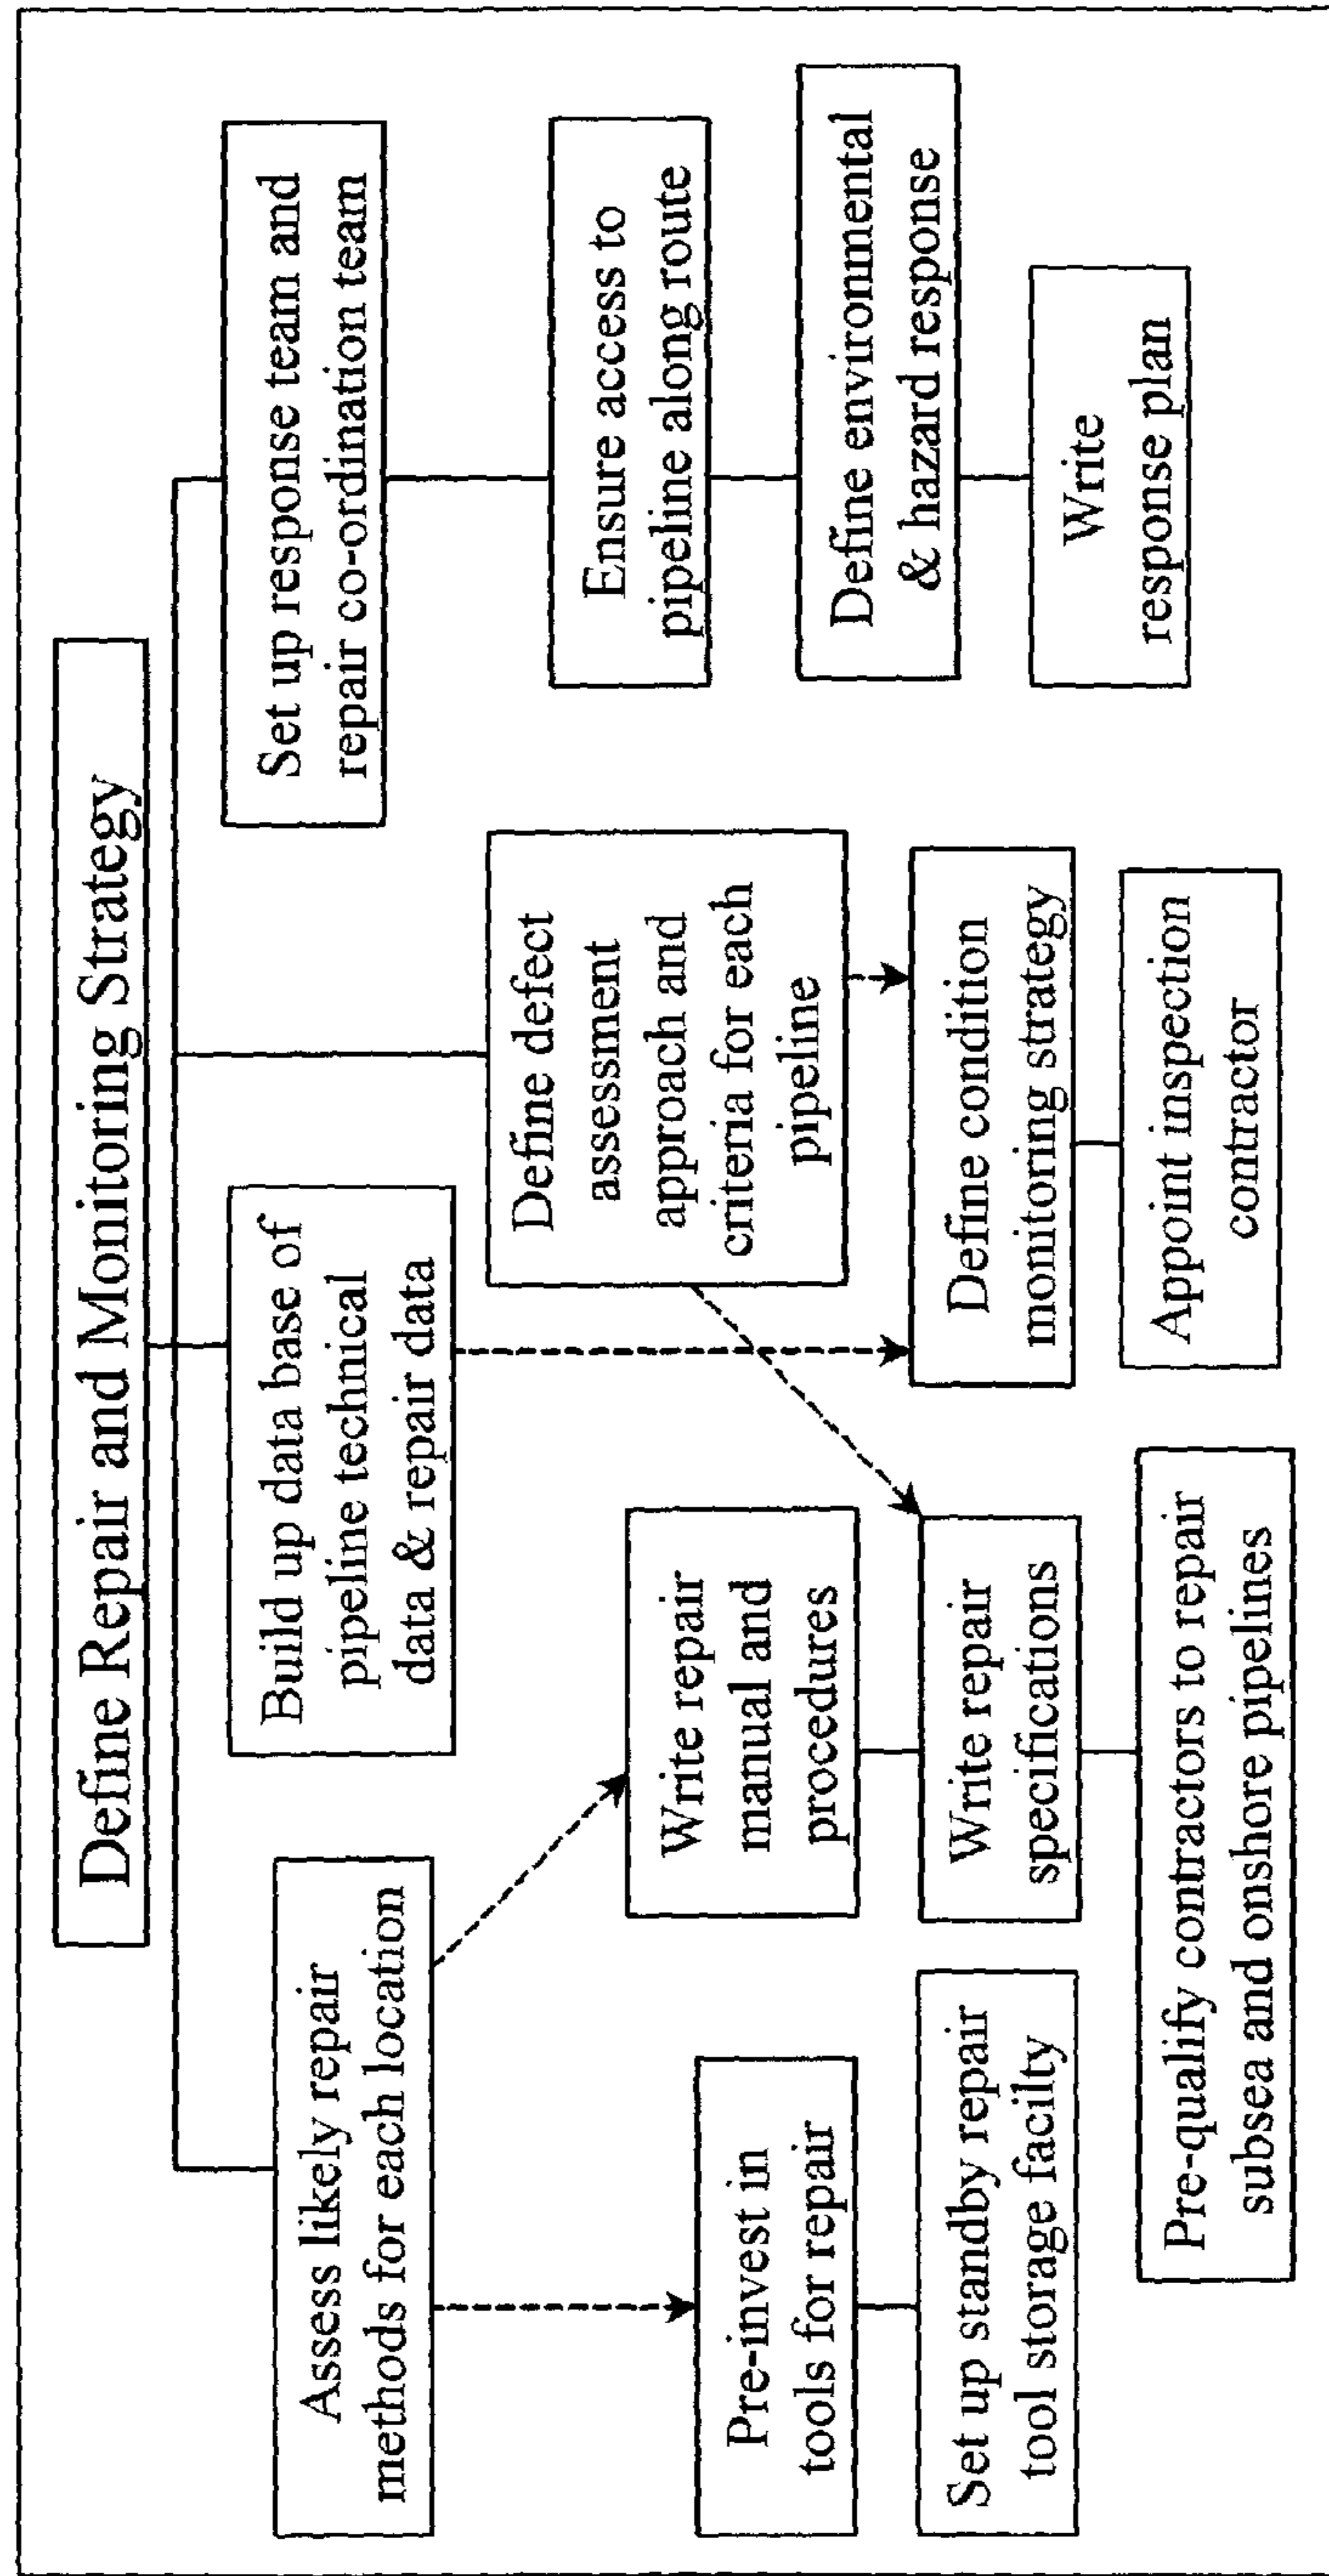 Define Repair and Monitoring Strategy
Assess likely repair
methods for each location
Build up data base of
pipeline technical
data & repair data
Define defect
assessment
approach and
criteria for each
pipeline
Set up response team and
repair co-ordination team
Pre-invest in
tools for repair
Set up standby repair
tool storage facilty
Write repair
manual and
procedures
Write repair
specifications
Pre-qualify contractors to repair
subsea and onshore pipelines
Define condition
monitoring strategy
Appoint inspection
contractor
Ensure access to
pipeline along route
Define environmental
& hazard response
Write
response plan